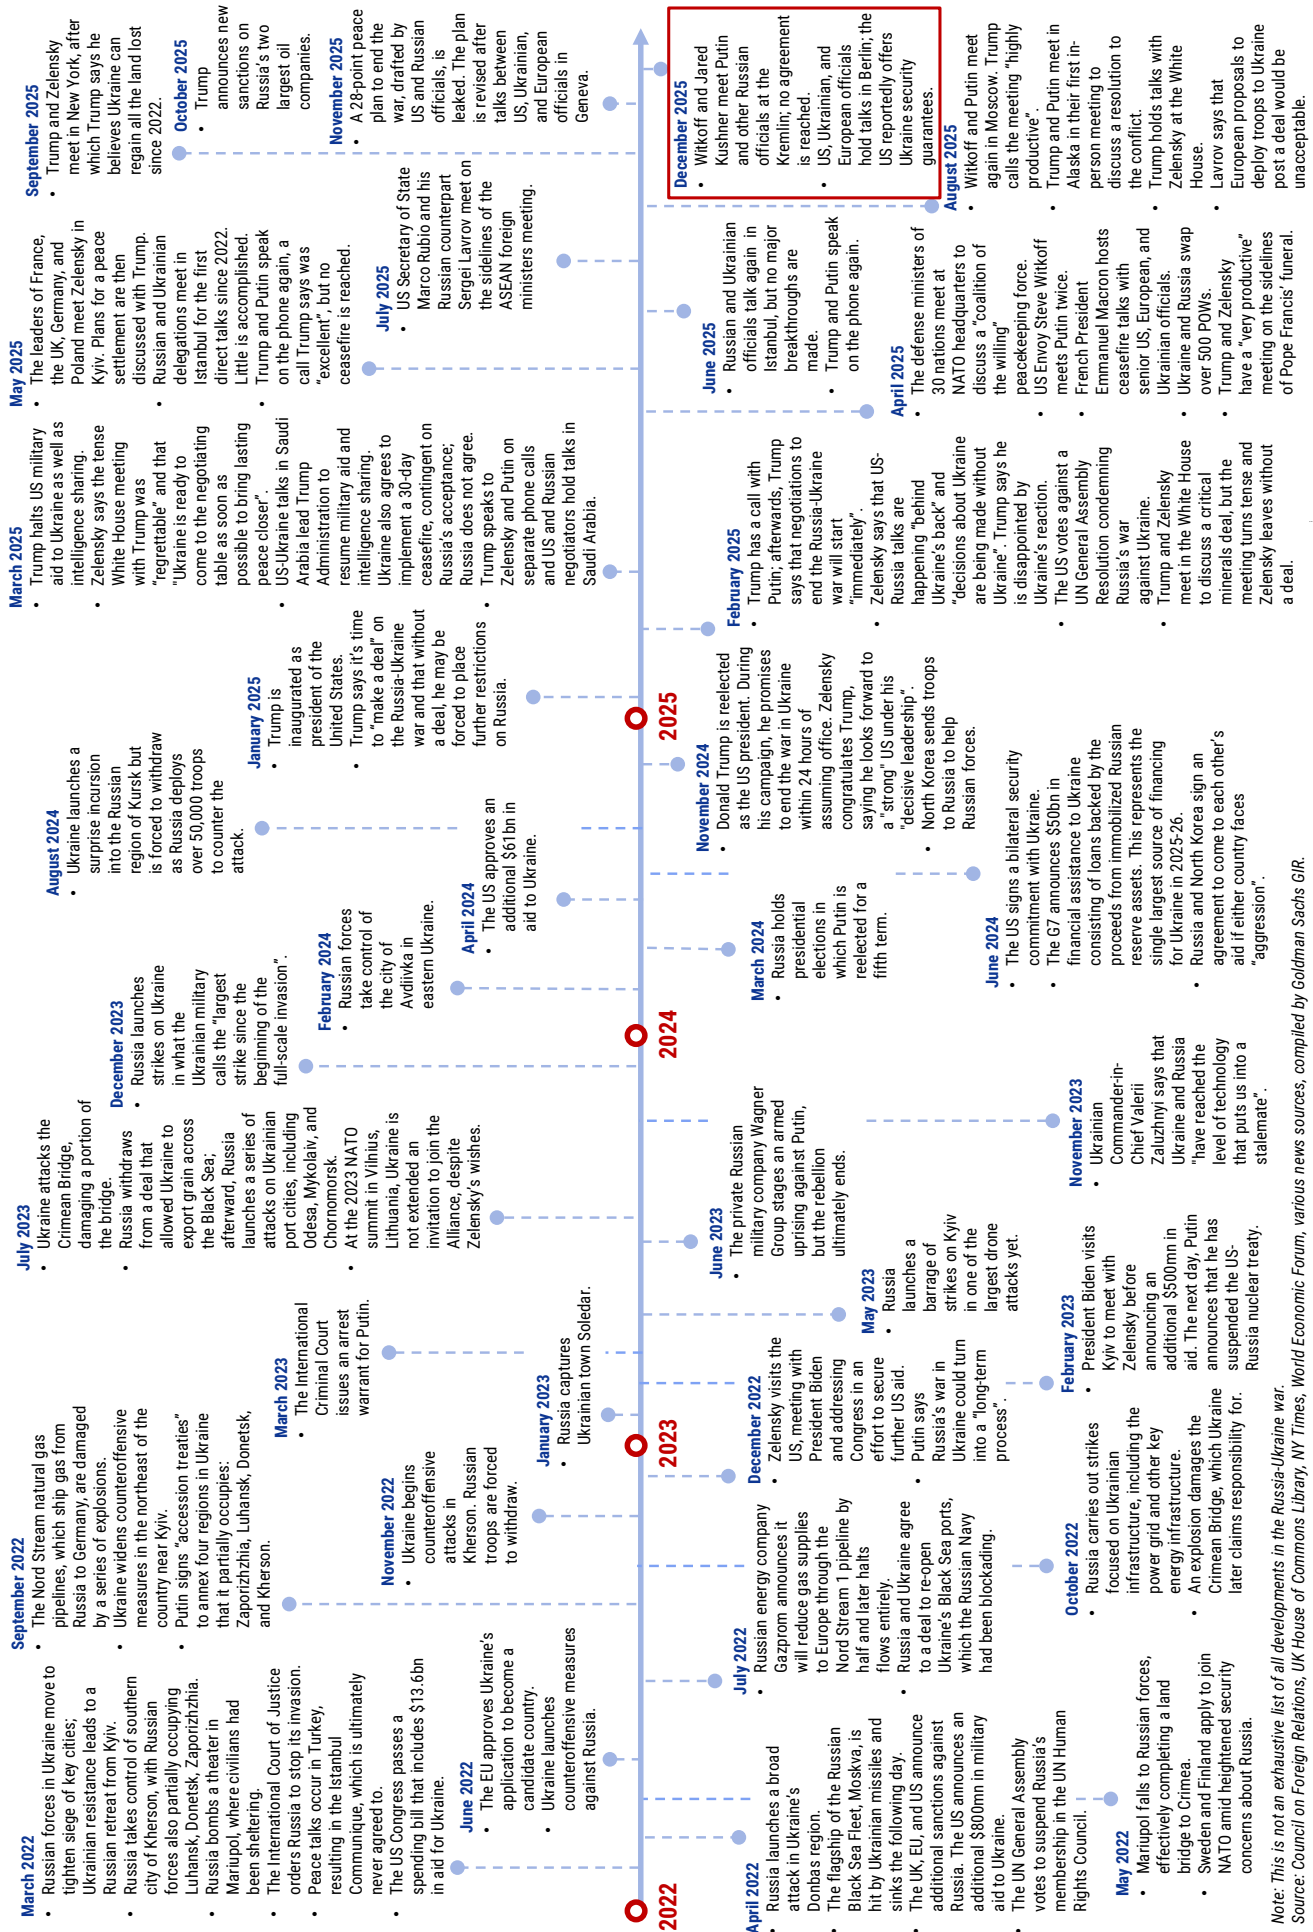 March 2022
• Russian forces in Ukraine move to
tighten siege of key cities;
Ukrainian resistance leads to a
Russian retreat from Kyiv.
• Russia takes control of southern
city of Kherson, with Russian
forces also partially occupying
Luhansk, Donetsk, Zaporizhzhia.
• Russia bombs a theater in
Mariupol, where civilians had
been sheltering.
• The International Court of Justice
orders Russia to stop its invasion.
• Peace talks occur in Turkey,
resulting in the Istanbul
Communique, which is ultimately
never agreed to.
• The US Congress passes a
spending bill that includes $13.6bn
in aid for Ukraine.
June 2022
• The EU approves Ukraine's
application to become a
candidate country.
• Ukraine launches
counteroffensive measures
against Russia.
September 2022
• The Nord Stream natural gas
pipelines, which ship gas from
Russia to Germany, are damaged
by a series of explosions.
• Ukraine widens counteroffensive
measures in the northeast of the
country near Kyiv.
• Putin signs “accession treaties”
to annex four regions in Ukraine
that it partially occupies:
Zaporizhzhia, Luhansk, Donetsk,
and Kherson.
November 2022
• Ukraine begins
counteroffensive
attacks in
Kherson. Russian
troops are forced
to withdraw.
March 2023
• The International
Criminal Court
issues an arrest
warrant for Putin.
January 2023
• Russia captures
Ukrainian town Soledar.
July 2023
• Ukraine attacks the
Crimean Bridge,
damaging a portion of
the bridge.
• Russia withdraws
from a deal that
allowed Ukraine to
export grain across
the Black Sea;
afterward, Russia
launches a series of
attacks on Ukrainian
port cities, including
Odesa, Mykolaiv, and
Chornomorsk.
• At the 2023 NATO
summit in Vilnius,
Lithuania, Ukraine is
not extended an
invitation to join the
Alliance, despite
Zelensky's wishes.
December 2023
• Russia launches
strikes on Ukraine
in what the
Ukrainian military
calls the “largest
strike since the
beginning of the
full-scale invasion”.
February 2024
• Russian forces
take control of
the city of
Avdiivka in
eastern Ukraine.
April 2024
• The US approves an
additional $61bn in
aid to Ukraine.
August 2024
• Ukraine launches a
surprise incursion
into the Russian
region of Kursk but
is forced to withdraw
as Russia deploys
over 50,000 troops
to counter the
attack.
January 2025
• Trump is
inaugurated as
president of the
United States.
• Trump says it's time
to “make a deal” on
the Russia-Ukraine
war and that without
a deal, he may be
forced to place
further restrictions
on Russia.
March 2025
• Trump halts US military
aid to Ukraine as well as
intelligence sharing.
• Zelensky says the tense
White House meeting
with Trump was
“regrettable” and that
“Ukraine is ready to
come to the negotiating
table as soon as
possible to bring lasting
peace closer”.
• US-Ukraine talks in Saudi
Arabia lead Trump
Administration to
resume military aid and
intelligence sharing.
Ukraine also agrees to
implement a 30-day
ceasefire, contingent on
Russia's acceptance;
Russia does not agree.
• Trump speaks to
Zelensky and Putin on
separate phone calls
and US and Russian
negotiators hold talks in
Saudi Arabia.
May 2025
• The leaders of France,
the UK, Germany, and
Poland meet Zelensky in
Kyiv. Plans for a peace
settlement are then
discussed with Trump.
• Russian and Ukrainian
delegations meet in
Istanbul for the first
direct talks since 2022.
Little is accomplished.
• Trump and Putin speak
on the phone again, a
call Trump says was
“excellent”, but no
ceasefire is reached.
July 2025
• US Secretary of State
Marco Rubio and his
Russian counterpart
Sergei Lavrov meet on
the sidelines of the
ASEAN foreign
ministers meeting.
September 2025
• Trump and Zelensky
meet in New York, after
which Trump says he
believes Ukraine can
regain all the land lost
since 2022.
October 2025
• Trump
announces new
sanctions on
Russia's two
largest oil
companies.
November 2025
• A 28-point peace
plan to end the
war, drafted by
US and Russian
officials, is
leaked. The plan
is revised after
talks between
US, Ukrainian,
and European
officials in
Geneva.
2022
2023
2024
2025
April 2022
• Russia launches a broad
attack in Ukraine's
Donbas region.
• The flagship of the Russian
Black Sea Fleet, Moskva, is
hit by Ukrainian missiles and
sinks the following day.
• The UK, EU, and US announce
additional sanctions against
Russia. The US announces an
additional $800mn in military
aid to Ukraine.
• The UN General Assembly
votes to suspend Russia's
membership in the UN Human
Rights Council.
May 2022
• Mariupol falls to Russian forces,
effectively completing a land
bridge to Crimea.
• Sweden and Finland apply to join
NATO amid heightened security
concerns about Russia.
July 2022
• Russian energy company
Gazprom announces it
will reduce gas supplies
to Europe through the
Nord Stream 1 pipeline by
half and later halts
flows entirely.
• Russia and Ukraine agree
to a deal to re-open
Ukraine's Black Sea ports,
which the Russian Navy
had been blockading.
October 2022
• Russia carries out strikes
focused on Ukrainian
infrastructure, including the
power grid and other key
energy infrastructure.
• An explosion damages the
Crimean Bridge, which Ukraine
later claims responsibility for.
December 2022
• Zelensky visits the
US, meeting with
President Biden
and addressing
Congress in an
effort to secure
further US aid.
• Putin says
Russia's war in
Ukraine could turn
into a “long-term
process”.
February 2023
• President Biden visits
Kyiv to meet with
Zelensky before
announcing an
additional $500mn in
aid. The next day, Putin
announces that he has
suspended the US-
Russia nuclear treaty.
May 2023
• Russia
launches a
barrage of
strikes on Kyiv
in one of the
largest drone
attacks yet.
June 2023
• The private Russian
military company Wagner
Group stages an armed
uprising against Putin,
but the rebellion
ultimately ends.
November 2023
• Ukrainian
Commander-in-
Chief Valerii
Zaluzhnyi says that
Ukraine and Russia
“have reached the
level of technology
that puts us into a
stalemate”.
March 2024
• Russia holds
presidential
elections in
which Putin is
reelected for a
fifth term.
June 2024
• The US signs a bilateral security
commitment with Ukraine.
• The G7 announces $50bn in
financial assistance to Ukraine
consisting of loans backed by the
proceeds from immobilized Russian
reserve assets. This represents the
single largest source of financing
for Ukraine in 2025-26.
• Russia and North Korea sign an
agreement to come to each other's
aid if either country faces
“aggression”.
November 2024
• Donald Trump is reelected
as the US president. During
his campaign, he promises
to end the war in Ukraine
within 24 hours of
assuming office. Zelensky
congratulates Trump,
saying he looks forward to
a “strong” US under his
“decisive leadership”.
• North Korea sends troops
to Russia to help
Russian forces.
February 2025
• Trump has a call with
Putin; afterwards, Trump
says that negotiations to
end the Russia-Ukraine
war will start
“immediately”.
• Zelensky says that US-
Russia talks are
happening “behind
Ukraine's back” and
“decisions about Ukraine
are being made without
Ukraine”. Trump says he
is disappointed by
Ukraine's reaction.
• The US votes against a
UN General Assembly
Resolution condemning
Russia's war
against Ukraine.
• Trump and Zelensky
meet in the White House
to discuss a critical
minerals deal, but the
meeting turns tense and
Zelensky leaves without
a deal.
April 2025
• The defense ministers of
30 nations meet at
NATO headquarters to
discuss a “coalition of
the willing”
peacekeeping force.
• US Envoy Steve Witkoff
meets Putin twice.
• French President
Emmanuel Macron hosts
ceasefire talks with
senior US, European, and
Ukrainian officials.
• Ukraine and Russia swap
over 500 POWs.
• Trump and Zelensky
have a “very productive”
meeting on the sidelines
of Pope Francis' funeral.
June 2025
• Russian and Ukrainian
officials talk again in
Istanbul, but no major
breakthroughs are
made.
• Trump and Putin speak
on the phone again.
August 2025
• Witkoff and Putin meet
again in Moscow. Trump
calls the meeting “highly
productive”.
• Trump and Putin meet in
Alaska in their first in-
person meeting to
discuss a resolution to
the conflict.
• Trump holds talks with
Zelensky at the White
House.
• Lavrov says that
European proposals to
deploy troops to Ukraine
post a deal would be
unacceptable.
December 2025
• Witkoff and Jared
Kushner meet Putin
and other Russian
officials at the
Kremlin; no agreement
is reached.
• US, Ukrainian, and
European officials
hold talks in Berlin; the
US reportedly offers
Ukraine security
guarantees.
Note: This is not an exhaustive list of all developments in the Russia-Ukraine war.
Source: Council on Foreign Relations, UK House of Commons Library, NY Times, World Economic Forum, various news sources, compiled by Goldman Sachs GIR.